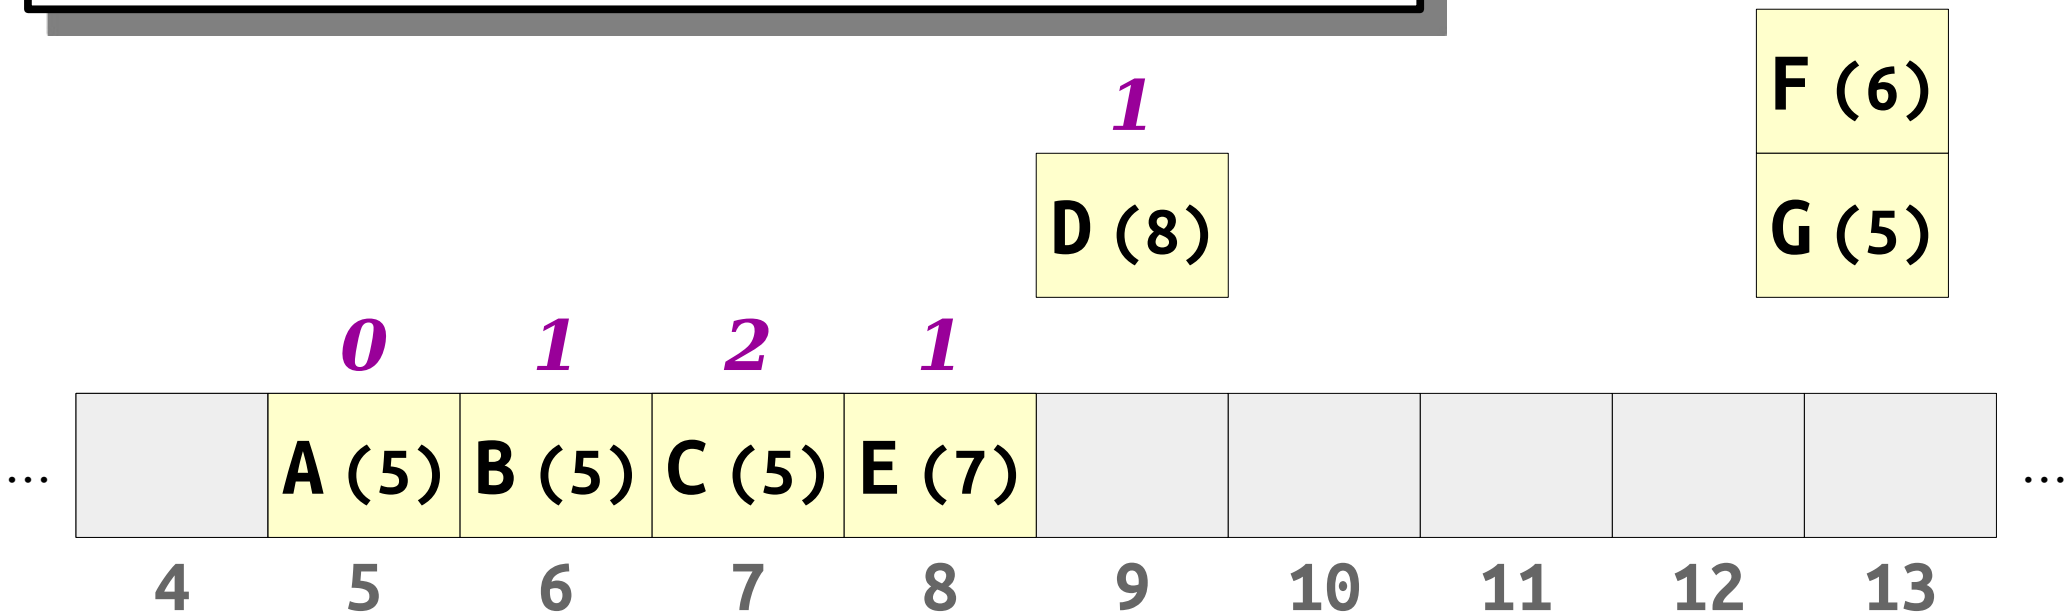 F (6)
1
D (8)
G (5)
0 1 2 1
... A (5) B (5) C (5) E (7) ...
4 5 6 7 8 9 10 11 12 13